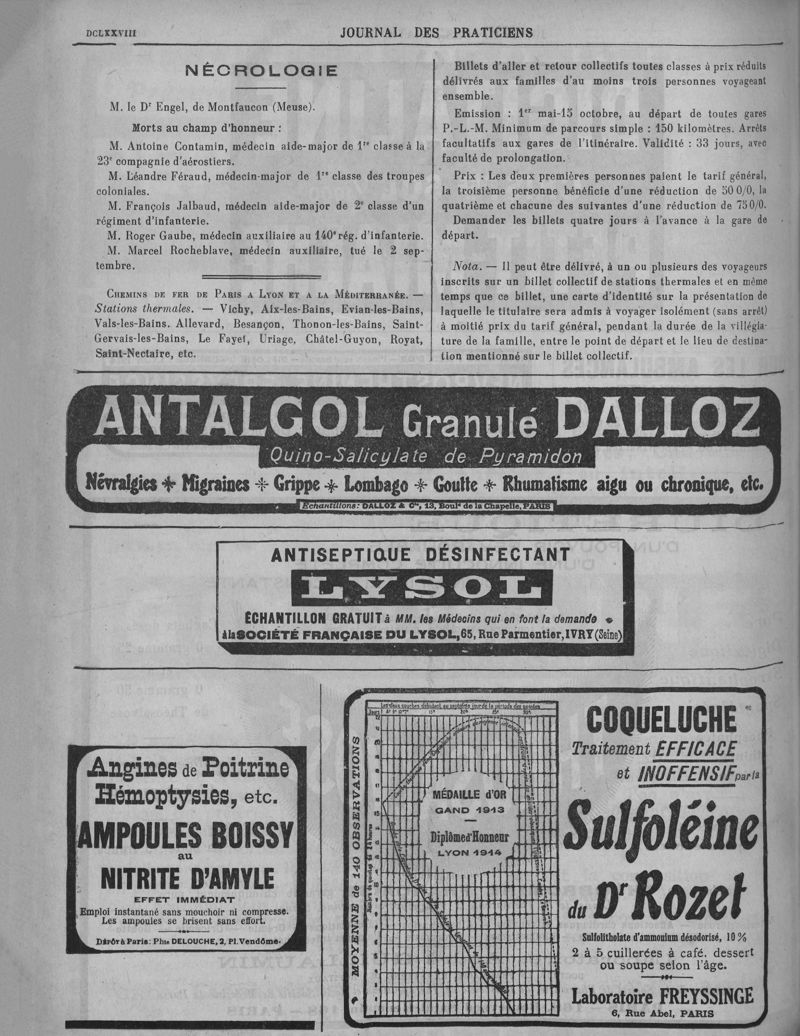 DCLXXVIII
JOURNAL DES PRATICIENS
NÉCROLOGIE
M. le Dr Engel, de Montfaucon (Meuse).
Morts au champ d'honneur :
M. Antoine Contamin, médecin aide-major de 1re classe à la
23e compagnie d'aérostiers.
M. Léandre Féraud, médecin-major de 1re classe des troupes
coloniales.
M. François Jalbaud, médecin aide-major de 2e classe d'un
régiment d'infanterie.
M. Roger Gaube, médecin auxiliaire au 140e rég. d'infanterie.
M. Marcel Rocheblave, médecin auxiliaire, tué le 2 sep-
tembre.
CHEMINS DE FER DE PARIS A LYON ET A LA MÉDITERRANÉE. —
Stations thermales. — Vichy, Aix-les-Bains, Evian-les-Bains,
Vals-les-Bains. Allevard, Besançon, Thonon-les-Bains, Saint-
Gervais-les-Bains, Le Fayet, Uriage, Châtel-Guyon, Royat,
Saint-Nectaire, etc.
Billets d'aller et retour collectifs toutes classes à prix réduits
délivrés aux familles d'au moins trois personnes voyageant
ensemble.
Emission : 1er mai-15 octobre, au départ de toutes gares
P.-L.-M. Minimum de parcours simple : 150 kilomètres. Arrêts
facultatifs aux gares de l'itinéraire. Validité : 33 jours, avec
faculté de prolongation.
Prix : Les deux premières personnes paient le tarif général,
la troisième personne bénéficie d'une réduction de 50 0/0, la
quatrième et chacune des suivantes d'une réduction de 75 0/0.
Demander les billets quatre jours à l'avance à la gare de
départ.
Nota. — Il peut être délivré, à un ou plusieurs des voyageurs
inscrits sur un billet collectif de stations thermales et en même
temps que ce billet, une carte d'identité sur la présentation de
laquelle le titulaire sera admis à voyager isolément (sans arrêt)
à moitié prix du tarif général, pendant la durée de la villégia-
ture de la famille, entre le point de départ et le lieu de destina-
tion mentionné sur le billet collectif.
ANTALGOL Granulé DALLOZ
Quino-Salicylate de Pyramidon
Névralgies Migraines Grippe Lombago Goutte Rhumatisme aigu ou chronique, etc.
Echantillons: DALLOZ & Cie, 13, Bould de la Chapelle, PARIS
ANTISEPTIQUE DÉSINFECTANT
LYSOL
ÉCHANTILLON GRATUIT à MM. les Médecins qui en font la demande
à la SOCIÉTÉ FRANÇAISE DU LYSOL, 65, Rue Parmentier, IVRY (Seine)
Angines de Poitrine
Hémoptysies, etc.
AMPOULES BOISSY
au
NITRITE D'AMYLE
EFFET IMMÉDIAT
Emploi instantané sans mouchoir ni compresse.
Les ampoules se brisent sans effort.
Dépôt à Paris: Phie DELOUCHE, 2, Pl. Vendôme.
MOYENNE de 140 OBSERVATIONS
MÉDAILLE d'OR
GAND 1913
Diplôme d'Honneur
LYON 1914
COQUELUCHE
Traitement EFFICACE
et INOFFENSIF par la
Sulfoléine
du Dr Rozet
Sulfolitholate d'ammonium désodorisé, 10 %
2 à 5 cuillerées à café, dessert
ou soupe selon l'âge.
Laboratoire FREYSSINGE
6, Rue Abel, PARIS